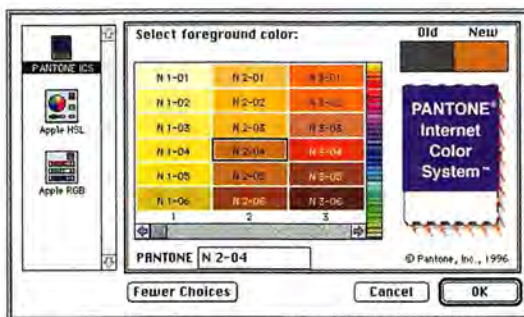 Select foreground color:
Old New
PANTONE ICS
Apple HSL
Apple RGB
N 1-01 N 2-01 N 3-01
N 1-02 N 2-02 N 3-02
N 1-03 N 2-03 N 3-03
N 1-04 N 2-04 N 3-04
N 1-05 N 2-05 N 3-05
N 1-06 N 2-06 N 3-06
1 2 3
PANTONE®
Internet
Color
System™
PANTONE N 2-04
© Pantone, Inc., 1996
Fewer Choices Cancel OK